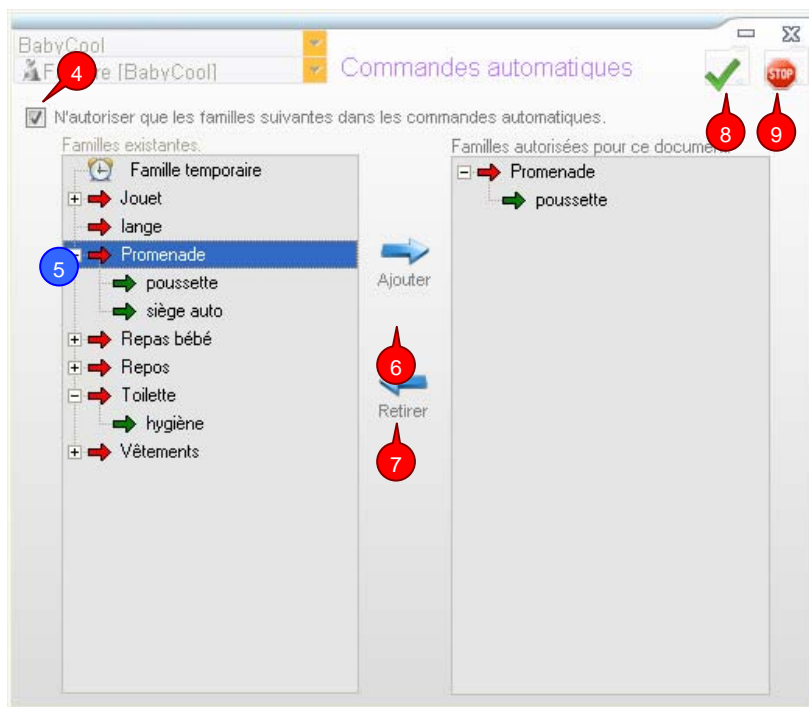 BabyCool
[BabyCool]
Commandes automatiques
STOP
4
8
9
N'autoriser que les familles suivantes dans les commandes automatiques.
Familles existantes.
Familles autorisées pour ce document
Famille temporaire
Jouet
lange
Promenade
poussette
siège auto
Repas bébé
Repos
Toilette
hygiène
Vêtements
5
Ajouter
6
Retirer
7
Promenade
poussette